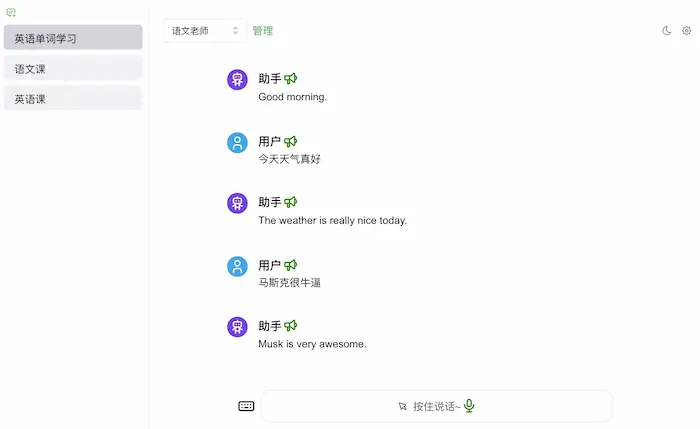 英语单词学习
语文课
英语课
语文老师
管理
助手
Good morning.
用户
今天天气真好
助手
The weather is really nice today.
用户
马斯克很牛逼
助手
Musk is very awesome.
按住说话~